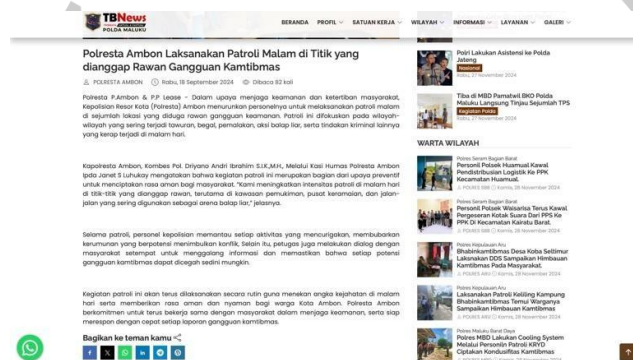 TBNews
POLDA MALUKU
BERANDA PROFIL SATUAN KERJA WILAYAH INFORMASI LAYANAN GALERI
Polresta Ambon Laksanakan Patroli Malam di Titik yang
dianggap Rawan Gangguan Kamtibmas
POLRESTA AMBON Rabu, 18 September 2024 Dibaca 92 kali
Polresta P.Ambon & P.P Lease - Dalam upaya menjaga keamanan dan ketertiban masyarakat,
Kepolisian Resor Kota (Polresta) Ambon menurunkan personelnya untuk melaksanakan patroli malam
di sejumlah lokasi yang diduga rawan gangguan keamanan. Patroli ini difokuskan pada wilayah-
wilayah yang sering terjadi tawuran, begal, pemalakan, aksi balap liar, serta tindakan kriminal lainnya
yang kerap terjadi di malam hari.
Kapolresta Ambon, Kombes Pol. Driyano Andri Ibrahim S.I.K.,M.H., Melalui Kasi Humas Polresta Ambon
Ipda Janet S Luhukay mengatakan bahwa kegiatan patroli ini merupakan bagian dari upaya preventif
untuk menciptakan rasa aman bagi masyarakat. "Kami meningkatkan intensitas patroli di malam hari
di titik-titik yang dianggap rawan, terutama di kawasan pemukiman, pusat keramaian, dan jalan-
jalan yang sering digunakan sebagai arena balap liar," jelasnya.
Selama patroli, personel kepolisian memantau setiap aktivitas yang mencurigakan, membubarkan
kerumunan yang berpotensi menimbulkan konflik. Selain itu, petugas juga melakukan dialog dengan
masyarakat setempat untuk menggalang informasi dan memastikan bahwa setiap potensi
gangguan kamtibmas dapat dicegah sedini mungkin.
Kegiatan patroli ini akan terus dilaksanakan secara rutin guna menekan angka kejahatan di malam
hari serta memberikan rasa aman dan nyaman bagi warga Kota Ambon. Polresta Ambon
berkomitmen untuk terus bekerja sama dengan masyarakat dalam menjaga keamanan, serta siap
merespon dengan cepat setiap laporan gangguan kamtibmas.
Bagikan ke teman kamu
Polri Lakukan Asistensi ke Polda
Jateng
Nasional
Rabu, 27 November 2024
Tiba di MBD Pamatwil BKO Polda
Maluku Langsung Tinjau Sejumlah TPS
Kegiatan Polda
Rabu, 27 November 2024
WARTA WILAYAH
Polres Seram Bagian Barat
Personil Polsek Huamual Kawal
Pendistribusian Logistik Ke PPK
Kecamatan Huamual.
POLRES SBB Kamis, 28 November 2024
Polres Seram Bagian Barat
Personil Polsek Waisarisa Terus Kawal
Pergeseran Kotak Suara Dari PPS Ke
PPK Di Kecamatan Kairatu Barat.
POLRES SBB Kamis, 28 November 2024
Polres Kepulauan Aru
Bhabinkamtibmas Desa Koba Seltimur
Laksnakan DDS Sampaikan Himbauan
Kamtibmas Pada Masyarakat.
POLRES ARU Kamis, 28 November 2024
Polres Kepulauan Aru
Laksanakan Patroli Keliling Kampung
Bhabinkamtibmas Temui Warganya
Sampaikan Himbauan Kamtibmas
POLRES ARU Kamis, 28 November 2024
Polres Maluku Barat Daya
Polres MBD Lakukan Cooling System
Melalui Personiln Patroli KRYD
Ciptakan Kondusifitas Kamtibmas